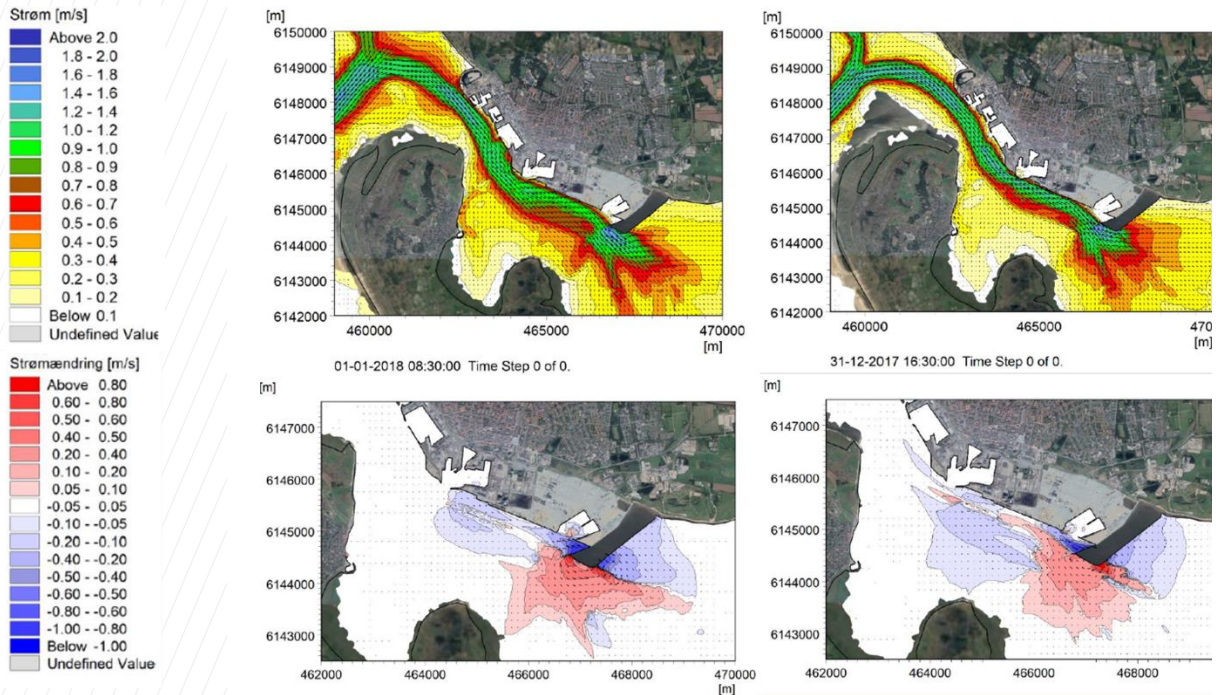 Strøm [m/s]
Above 2.0
1.8 - 2.0
1.6 - 1.8
1.4 - 1.6
1.2 - 1.4
1.0 - 1.2
0.9 - 1.0
0.8 - 0.9
0.7 - 0.8
0.6 - 0.7
0.5 - 0.6
0.4 - 0.5
0.3 - 0.4
0.2 - 0.3
0.1 - 0.2
Below 0.1
Undefined Value
Strømændring [m/s]
Above 0.80
0.60 - 0.80
0.50 - 0.60
0.40 - 0.50
0.20 - 0.40
0.10 - 0.20
0.05 - 0.10
-0.05 - 0.05
-0.10 - -0.05
-0.20 - -0.10
-0.40 - -0.20
-0.50 - -0.40
-0.60 - -0.50
-0.80 - -0.60
-1.00 - -0.80
Below -1.00
Undefined Value
[m]
6150000
6149000
6148000
6147000
6146000
6145000
6144000
6143000
6142000
460000 465000 470000
[m]
01-01-2018 08:30:00 Time Step 0 of 0.
[m]
6150000
6149000
6148000
6147000
6146000
6145000
6144000
6143000
6142000
460000 465000
[m]
31-12-2017 16:30:00 Time Step 0 of 0.
[m]
6147000
6146000
6145000
6144000
6143000
462000 464000 466000 468000 470000
[m]
[m]
6147000
6146000
6145000
6144000
6143000
462000 464000 466000 468000
[m]